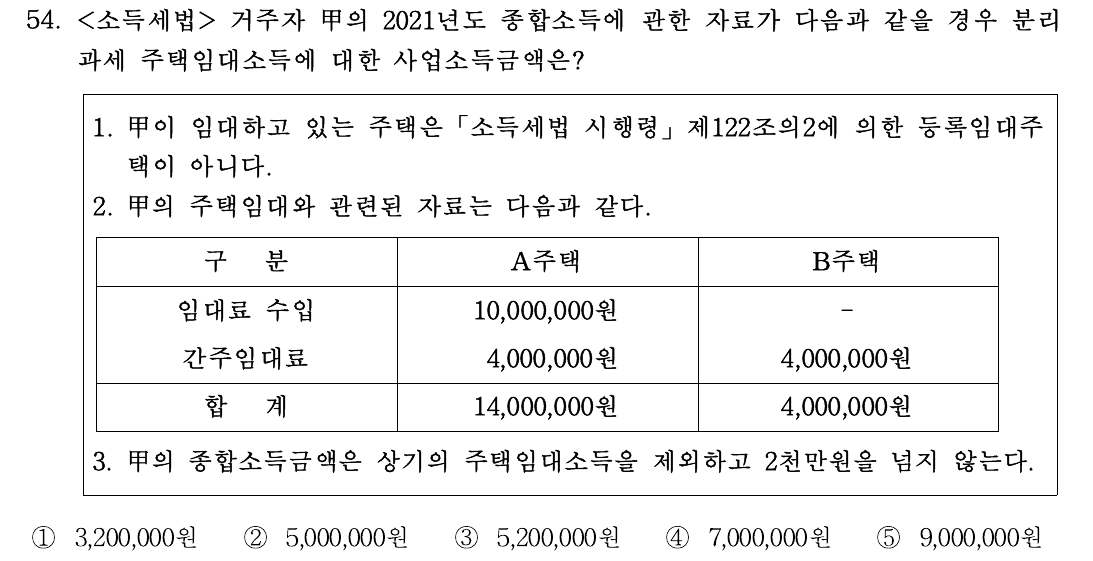 54. <소득세법> 거주자 甲의 2021년도 종합소득에 관한 자료가 다음과 같을 경우 분리
과세 주택임대소득에 대한 사업소득금액은?
1. 甲이 임대하고 있는 주택은「소득세법 시행령」제122조의2에 의한 등록임대주
택이 아니다.
2. 甲의 주택임대와 관련된 자료는 다음과 같다.
구 분 A주택 B주택
임대료 수입 10,000,000원 -
간주임대료 4,000,000원 4,000,000원
합 계 14,000,000원 4,000,000원
3. 甲의 종합소득금액은 상기의 주택임대소득을 제외하고 2천만원을 넘지 않는다.
① 3,200,000원 ② 5,000,000원 ③ 5,200,000원 ④ 7,000,000원 ⑤ 9,000,000원